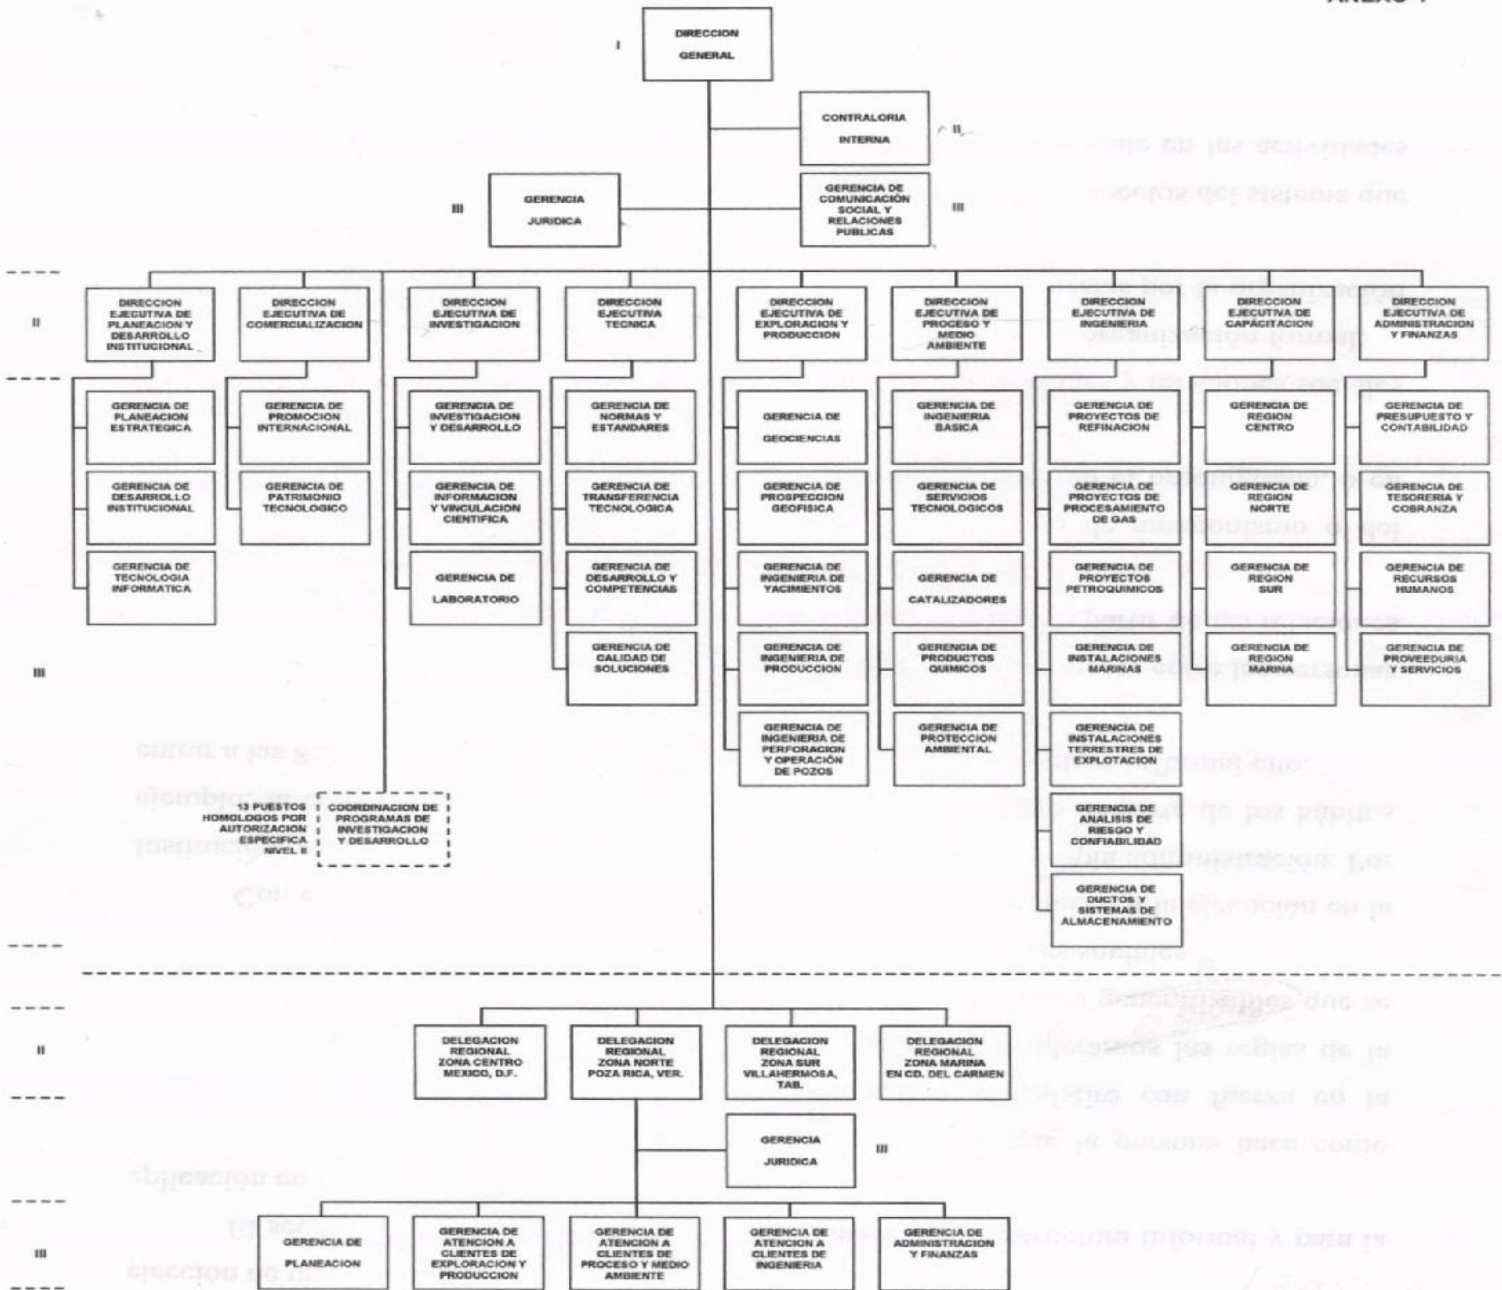 ANEXO 1
I
DIRECCION
GENERAL
CONTRALORIA
INTERNA
II
III
GERENCIA
JURIDICA
GERENCIA DE
COMUNICACIÓN
SOCIAL Y
RELACIONES
PUBLICAS
III
II
DIRECCION
EJECUTIVA DE
PLANEACION Y
DESARROLLO
INSTITUCIONAL
DIRECCION
EJECUTIVA DE
COMERCIALIZACION
DIRECCION
EJECUTIVA DE
INVESTIGACION
DIRECCION
EJECUTIVA
TECNICA
DIRECCION
EJECUTIVA DE
EXPLORACION Y
PRODUCCION
DIRECCION
EJECUTIVA DE
PROCESO Y
MEDIO
AMBIENTE
DIRECCION
EJECUTIVA DE
INGENIERIA
DIRECCION
EJECUTIVA DE
CAPÁCITACION
DIRECCION
EJECUTIVA DE
ADMINISTRACION
Y FINANZAS
GERENCIA DE
PLANEACION
ESTRATEGICA
GERENCIA DE
PROMOCION
INTERNACIONAL
GERENCIA DE
INVESTIGACION
Y DESARROLLO
GERENCIA DE
NORMAS Y
ESTANDARES
GERENCIA DE
GEOCIENCIAS
GERENCIA DE
INGENIERIA
BASICA
GERENCIA DE
PROYECTOS DE
REFINACION
GERENCIA DE
REGION
CENTRO
GERENCIA DE
PRESUPUESTO Y
CONTABILIDAD
GERENCIA DE
DESARROLLO
INSTITUCIONAL
GERENCIA DE
PATRIMONIO
TECNOLOGICO
GERENCIA DE
INFORMACION
Y VINCULACION
CIENTIFICA
GERENCIA DE
TRANSFERENCIA
TECNOLOGICA
GERENCIA DE
PROSPECCION
GEOFISICA
GERENCIA DE
SERVICIOS
TECNOLOGICOS
GERENCIA DE
PROYECTOS DE
PROCESAMIENTO
DE GAS
GERENCIA DE
REGION
NORTE
GERENCIA DE
TESORERIA Y
COBRANZA
GERENCIA DE
TECNOLOGIA
INFORMATICA
GERENCIA DE
LABORATORIO
GERENCIA DE
DESARROLLO Y
COMPETENCIAS
GERENCIA DE
INGENIERIA DE
YACIMIENTOS
GERENCIA DE
CATALIZADORES
GERENCIA DE
PROYECTOS
PETROQUIMICOS
GERENCIA DE
REGION
SUR
GERENCIA DE
RECURSOS
HUMANOS
III
GERENCIA DE
CALIDAD DE
SOLUCIONES
GERENCIA DE
INGENIERIA DE
PRODUCCION
GERENCIA DE
PRODUCTOS
QUIMICOS
GERENCIA DE
INSTALACIONES
MARINAS
GERENCIA DE
REGION
MARINA
GERENCIA DE
PROVEEDURIA
Y SERVICIOS
GERENCIA DE
INGENIERIA DE
PERFORACION
Y OPERACIÓN
DE POZOS
GERENCIA DE
PROTECCION
AMBIENTAL
GERENCIA DE
INSTALACIONES
TERRESTRES DE
EXPLOTACION
13 PUESTOS
HOMOLOGOS POR
AUTORIZACION
ESPECIFICA
NIVEL II
COORDINACION DE
PROGRAMAS DE
INVESTIGACION
Y DESARROLLO
GERENCIA DE
ANALISIS DE
RIESGO Y
CONFIABILIDAD
GERENCIA DE
DUCTOS Y
SISTEMAS DE
ALMACENAMIENTO
II
DELEGACION
REGIONAL
ZONA CENTRO
MEXICO, D.F.
DELEGACION
REGIONAL
ZONA NORTE
POZA RICA, VER.
DELEGACION
REGIONAL
ZONA SUR
VILLAHERMOSA,
TAB.
DELEGACION
REGIONAL
ZONA MARINA
EN CD. DEL CARMEN
GERENCIA
JURIDICA
III
III
GERENCIA DE
PLANEACION
GERENCIA DE
ATENCION A
CLIENTES DE
EXPLORACION Y
PRODUCCION
GERENCIA DE
ATENCION A
CLIENTES DE
PROCESO Y MEDIO
AMBIENTE
GERENCIA DE
ATENCION A
CLIENTES DE
INGENIERIA
GERENCIA DE
ADMINISTRACION
Y FINANZAS